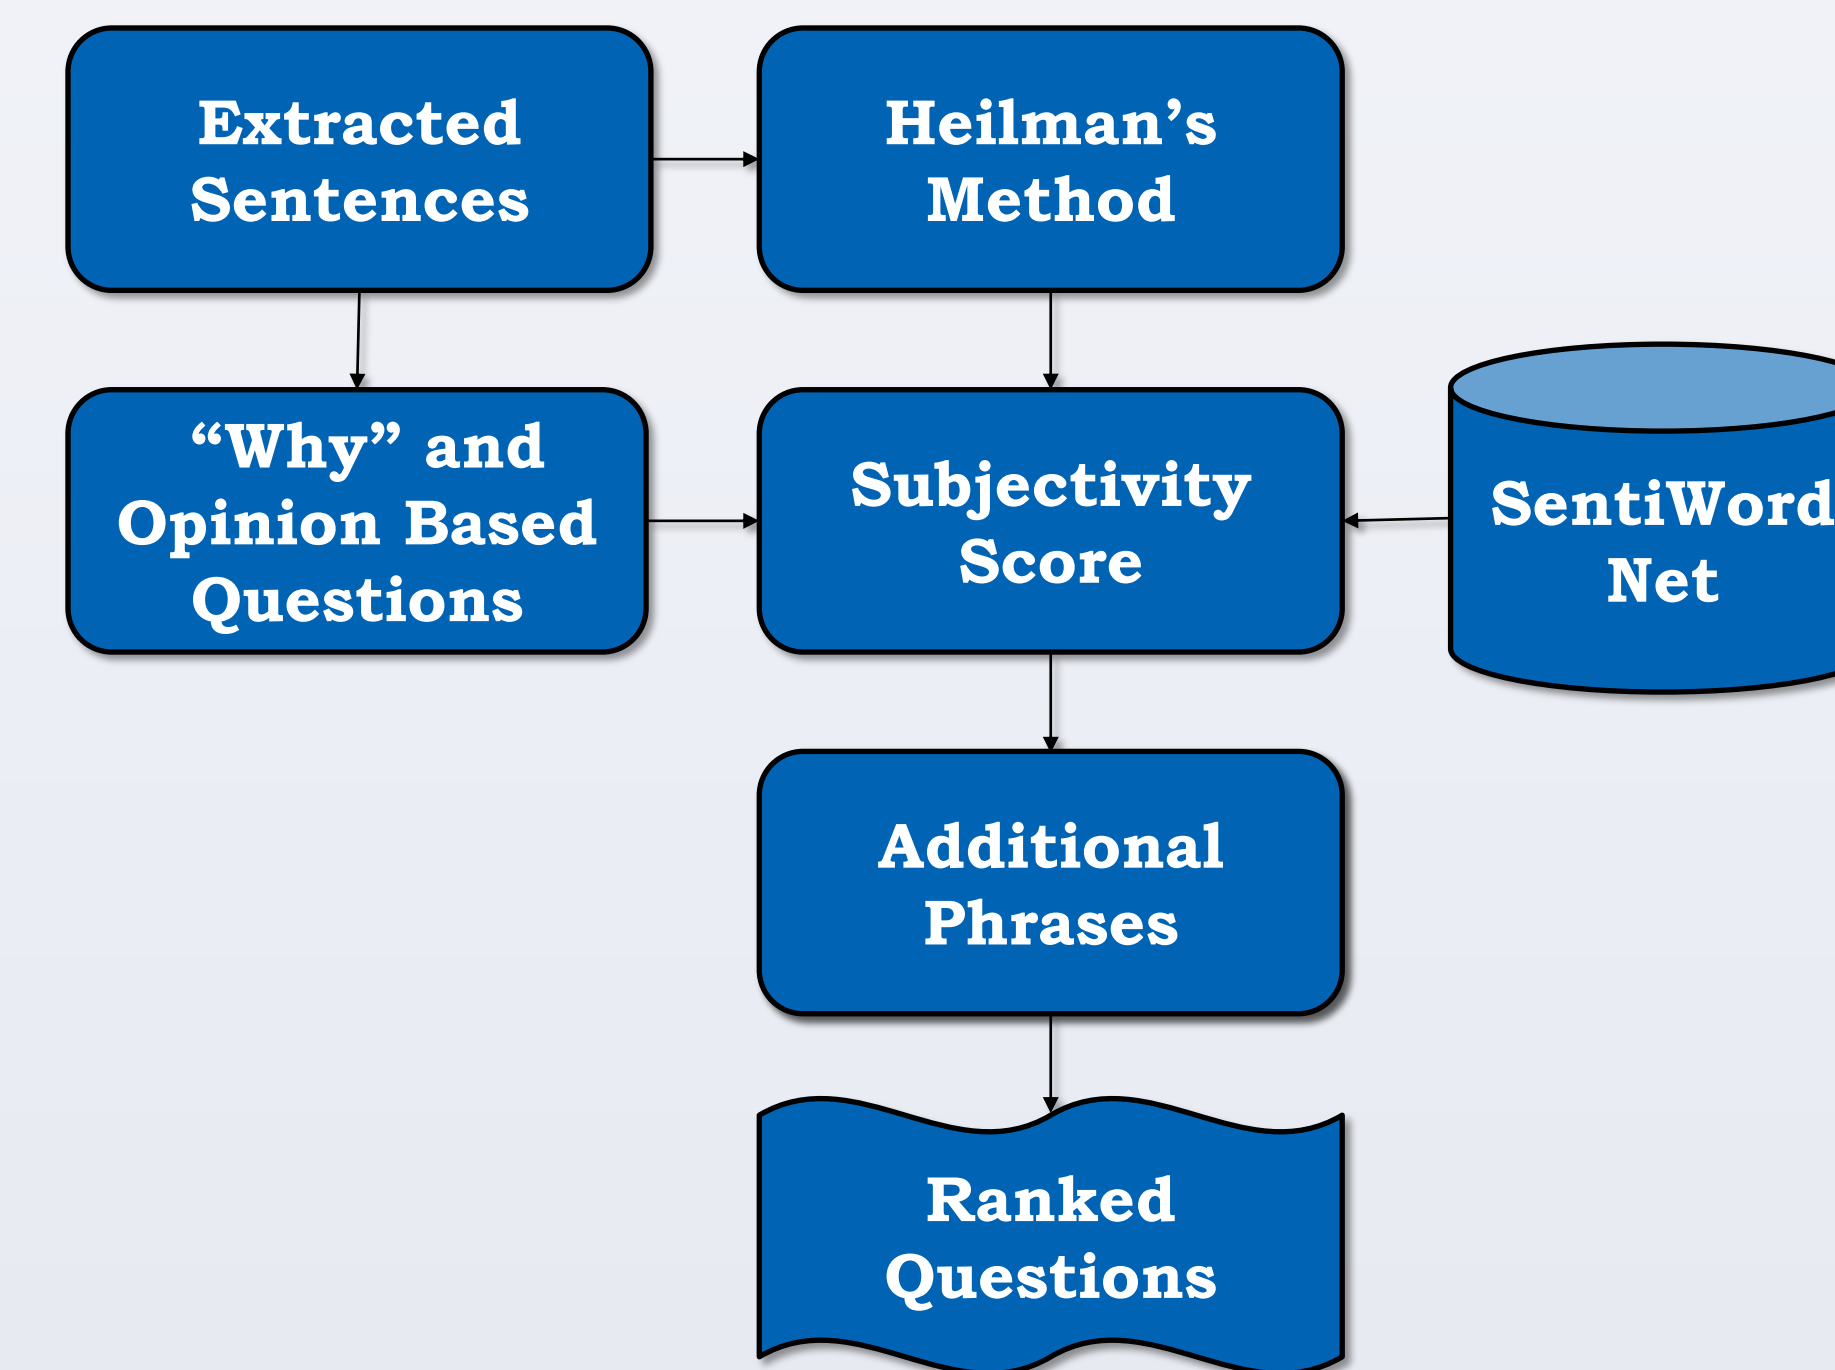 Extracted
Sentences
Heilman’s
Method
“Why” and
Opinion Based
Questions
Subjectivity
Score
SentiWord
Net
Additional
Phrases
Ranked
Questions